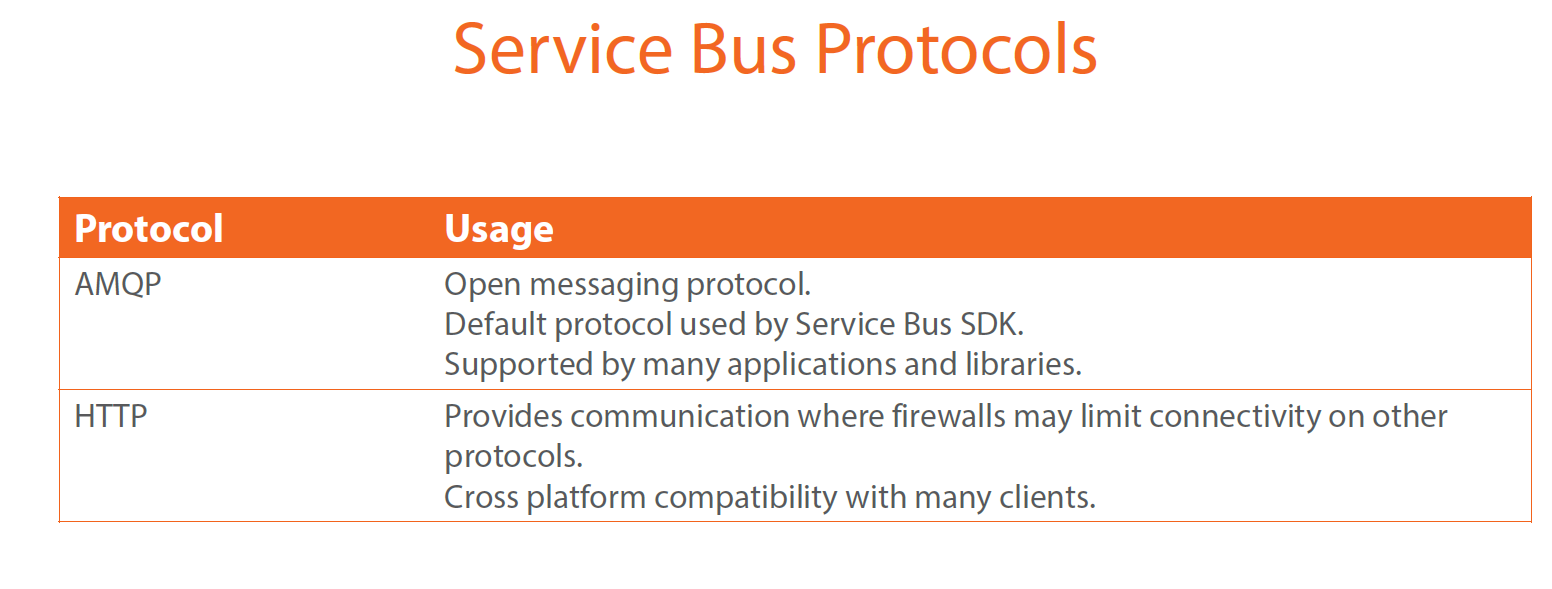 Service Bus Protocols
Protocol Usage
AMQP Open messaging protocol.
Default protocol used by Service Bus SDK.
Supported by many applications and libraries.
HTTP Provides communication where firewalls may limit connectivity on other
protocols.
Cross platform compatibility with many clients.